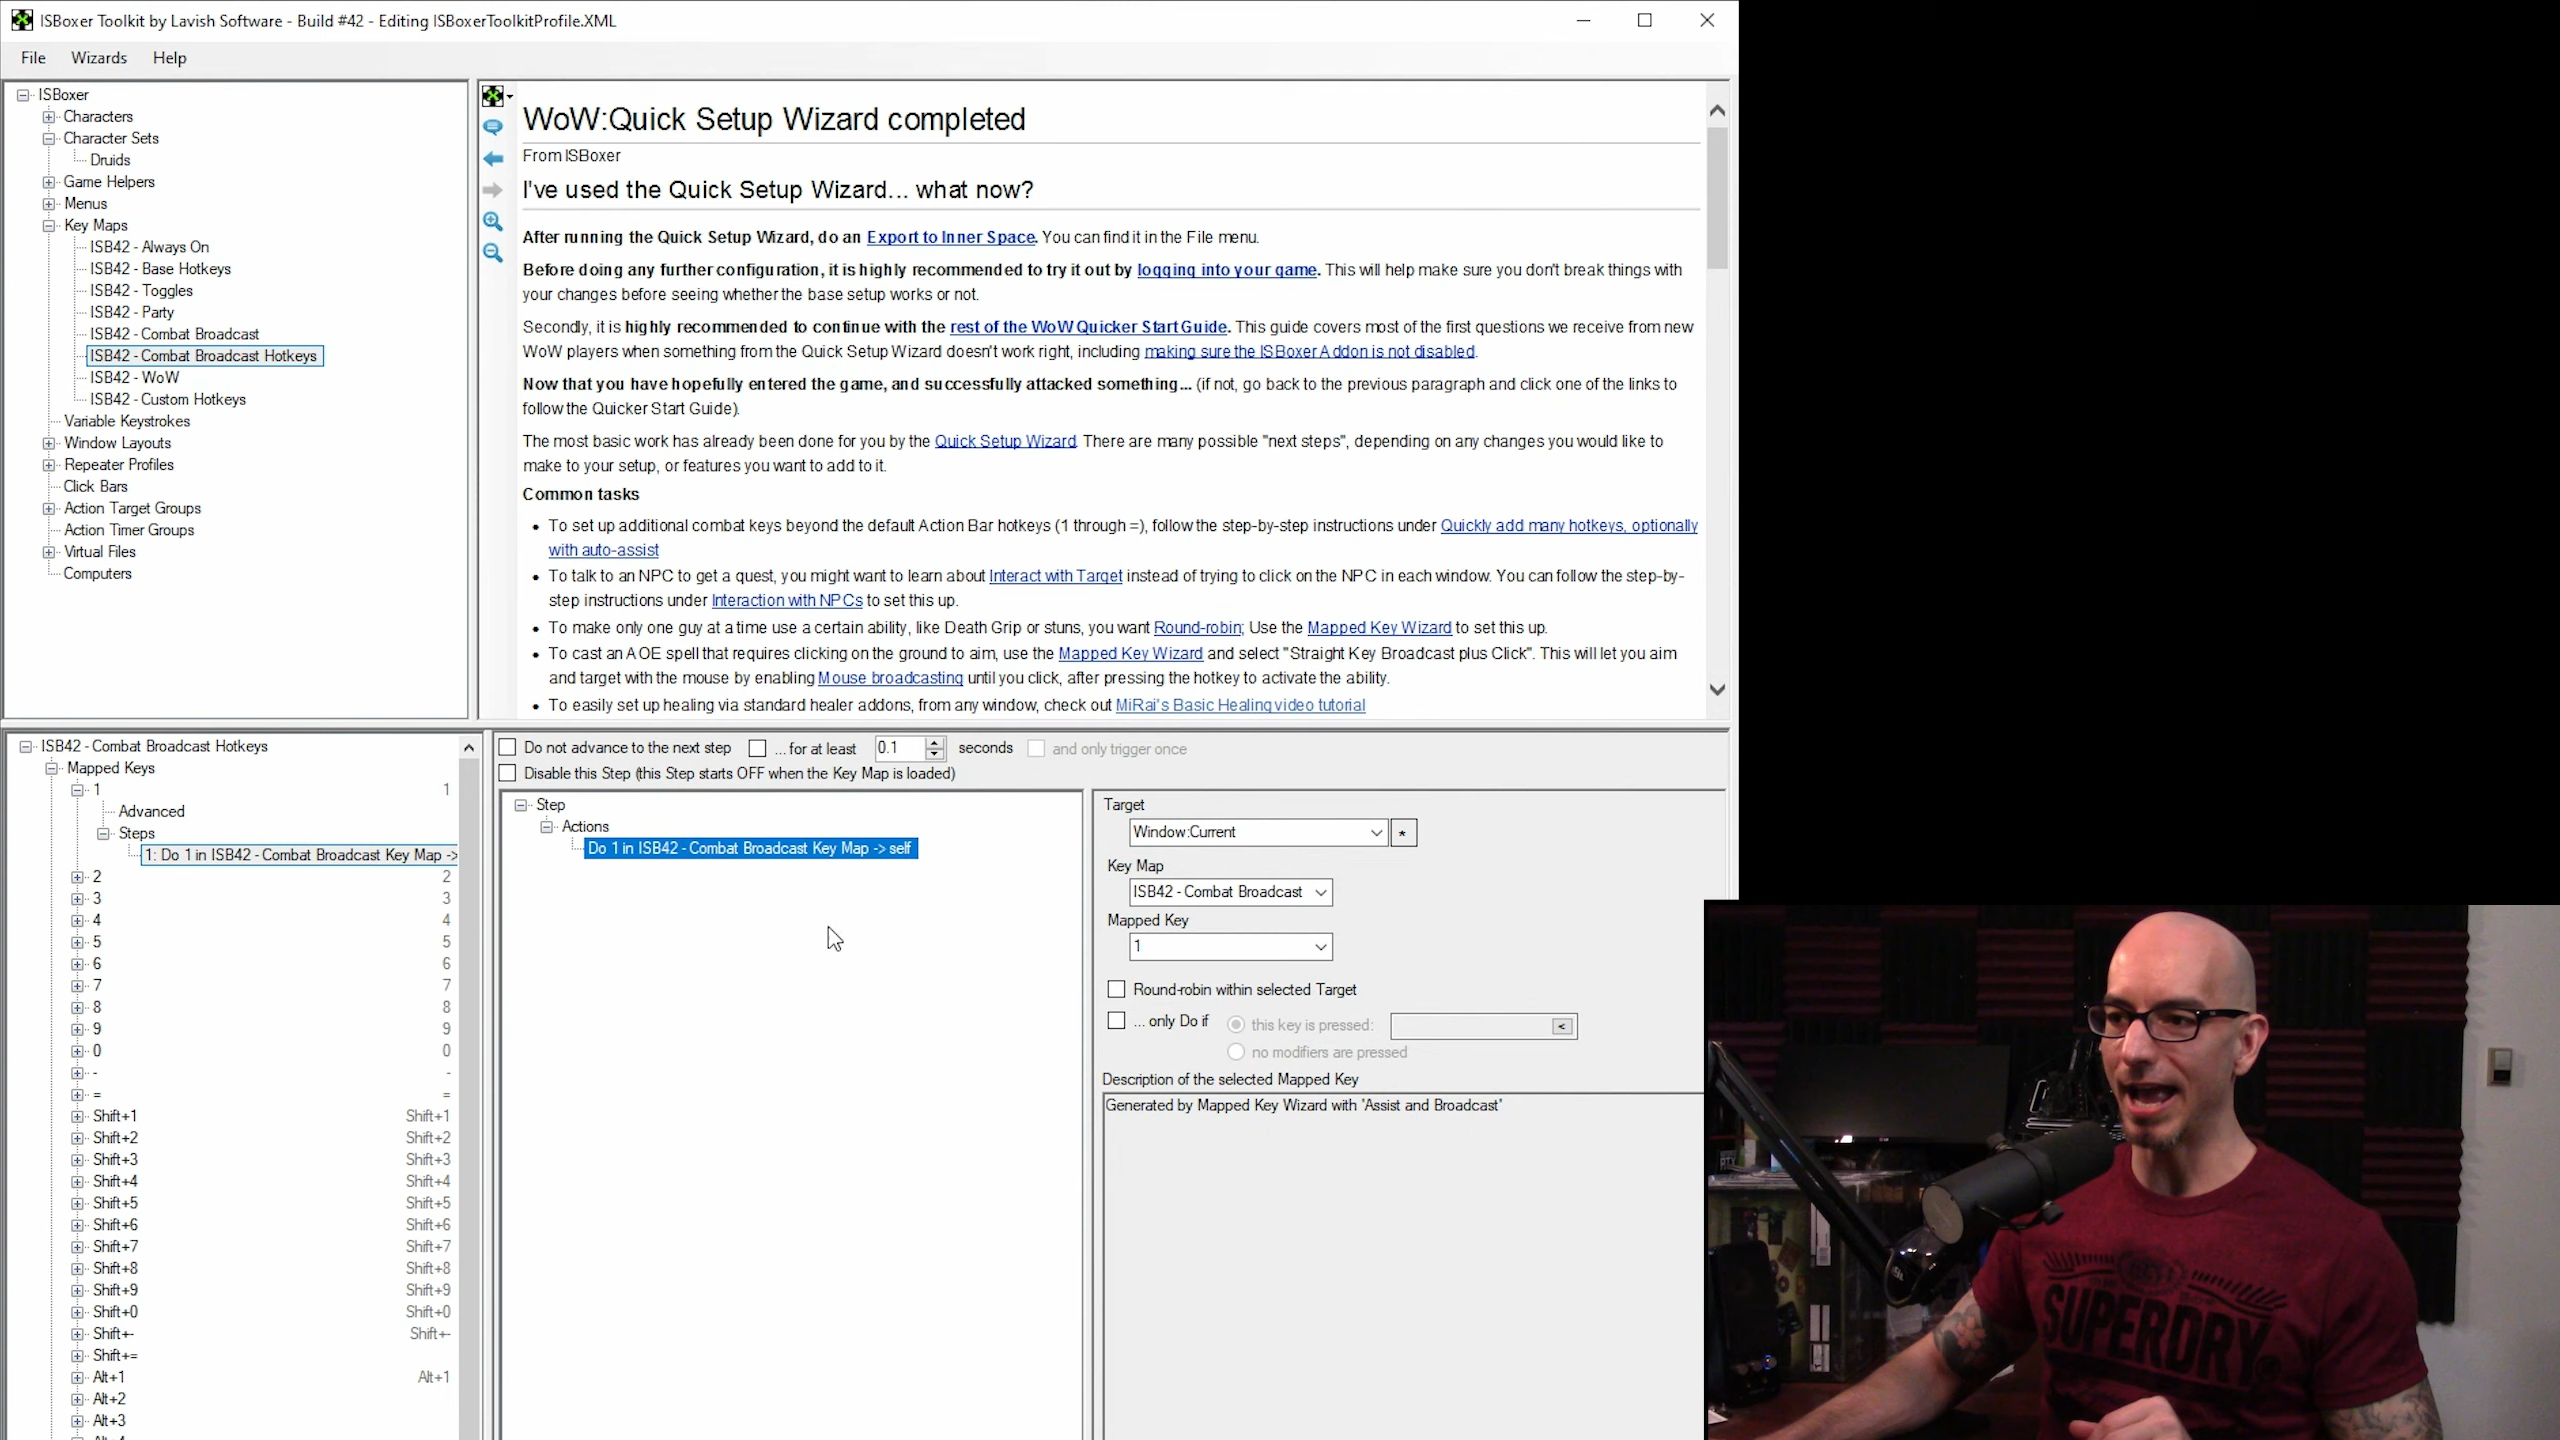 ISBoxer Toolkit by Lavish Software - Build #42 - Editing ISBoxerToolkitProfile.XML
File Wizards Help
ISBoxer
Characters
Character Sets
Druids
Game Helpers
Menus
Key Maps
ISB42 - Always On
ISB42 - Base Hotkeys
ISB42 - Toggles
ISB42 - Party
ISB42 - Combat Broadcast
ISB42 - Combat Broadcast Hotkeys
ISB42 - WoW
ISB42 - Custom Hotkeys
Variable Keystrokes
Window Layouts
Repeater Profiles
Click Bars
Action Target Groups
Action Timer Groups
Virtual Files
Computers
WoW:Quick Setup Wizard completed
From ISBoxer
I've used the Quick Setup Wizard... what now?
After running the Quick Setup Wizard, do an Export to Inner Space. You can find it in the File menu.
Before doing any further configuration, it is highly recommended to try it out by logging into your game. This will help make sure you don't break things with
your changes before seeing whether the base setup works or not.
Secondly, it is highly recommended to continue with the rest of the WoW Quicker Start Guide. This guide covers most of the first questions we receive from new
WoW players when something from the Quick Setup Wizard doesn't work right, including making sure the ISBoxer Addon is not disabled.
Now that you have hopefully entered the game, and successfully attacked something... (if not, go back to the previous paragraph and click one of the links to
follow the Quicker Start Guide).
The most basic work has already been done for you by the Quick Setup Wizard. There are many possible "next steps", depending on any changes you would like to
make to your setup, or features you want to add to it.
Common tasks
To set up additional combat keys beyond the default Action Bar hotkeys (1 through =), follow the step-by-step instructions under Quickly add many hotkeys, optionally
with auto-assist
To talk to an NPC to get a quest, you might want to learn about Interact with Target instead of trying to click on the NPC in each window. You can follow the step-by-
step instructions under Interaction with NPCs to set this up.
To make only one guy at a time use a certain ability, like Death Grip or stuns, you want Round-robin; Use the Mapped Key Wizard to set this up.
To cast an AOE spell that requires clicking on the ground to aim, use the Mapped Key Wizard and select "Straight Key Broadcast plus Click". This will let you aim
and target with the mouse by enabling Mouse broadcasting until you click, after pressing the hotkey to activate the ability.
To easily set up healing via standard healer addons, from any window, check out MiRai's Basic Healing video tutorial
ISB42 - Combat Broadcast Hotkeys
Mapped Keys
1 1
Advanced
Steps
1: Do 1 in ISB42 - Combat Broadcast Key Map ->
2 2
3 3
4 4
5 5
6 6
7 7
8 8
9 9
0 0
- -
= =
Shift+1 Shift+1
Shift+2 Shift+2
Shift+3 Shift+3
Shift+4 Shift+4
Shift+5 Shift+5
Shift+6 Shift+6
Shift+7 Shift+7
Shift+8 Shift+8
Shift+9 Shift+9
Shift+0 Shift+0
Shift+- Shift+-
Shift+=
Alt+1 Alt+1
Alt+2
Alt+3
Do not advance to the next step ... for at least 0.1 seconds and only trigger once
Disable this Step (this Step starts OFF when the Key Map is loaded)
Step
Actions
Do 1 in ISB42 - Combat Broadcast Key Map -> self
Target
Window:Current *
Key Map
ISB42 - Combat Broadcast
Mapped Key
1
Round-robin within selected Target
... only Do if this key is pressed: <
no modifiers are pressed
Description of the selected Mapped Key
Generated by Mapped Key Wizard with 'Assist and Broadcast'
SUPERDRY